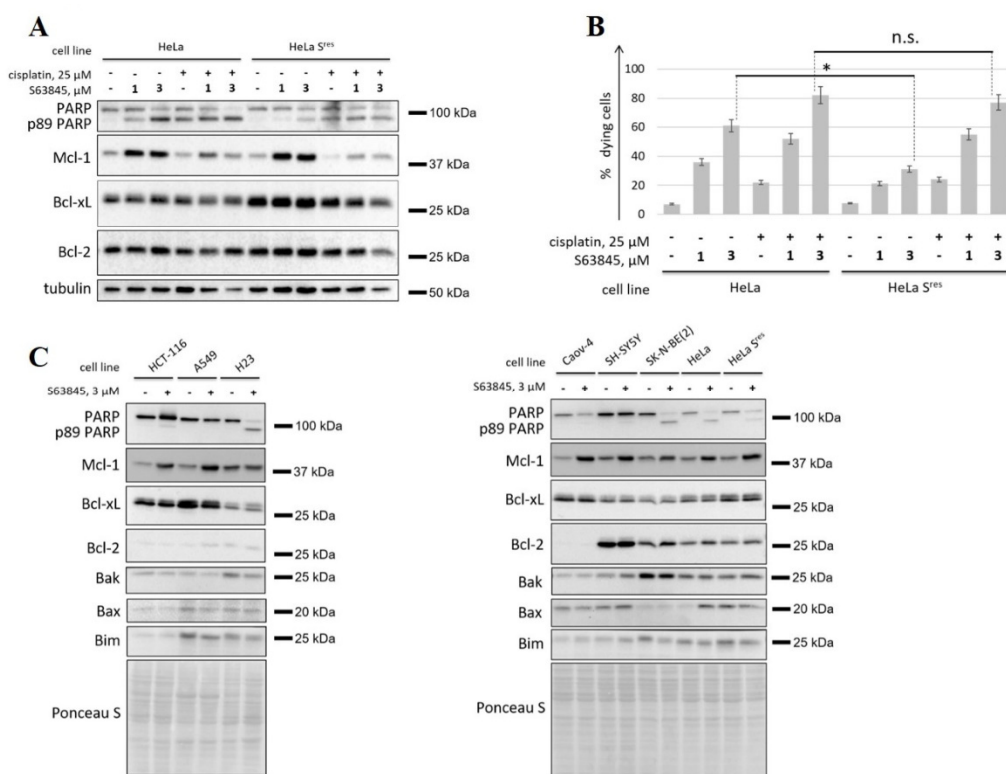 A
cell line HeLa HeLa Sres
cisplatin, 25 µM - - - + + + - - - + + +
S63845, µM - 1 3 - 1 3 - 1 3 - 1 3
PARP 100 kDa
p89 PARP
Mcl-1 37 kDa
Bcl-xL 25 kDa
Bcl-2 25 kDa
tubulin 50 kDa
B
n.s.
*
% dying cells
100
80
60
40
20
0
cisplatin, 25 µM - - - + + + - - - + + +
S63845, µM - 1 3 - 1 3 - 1 3 - 1 3
cell line HeLa HeLa Sres
C
cell line HCT-116 A549 H23
S63845, 3 µM - + - + - +
PARP
p89 PARP 100 kDa
Mcl-1 37 kDa
Bcl-xL 25 kDa
Bcl-2 25 kDa
Bak 25 kDa
Bax 20 kDa
Bim 25 kDa
Ponceau S
cell line Caov-4 SH-SY5Y SK-N-BE(2) HeLa HeLa Sres
S63845, 3 µM - + - + - + - + - +
PARP 100 kDa
p89 PARP
Mcl-1 37 kDa
Bcl-xL 25 kDa
Bcl-2 25 kDa
Bak 25 kDa
Bax 20 kDa
Bim 25 kDa
Ponceau S